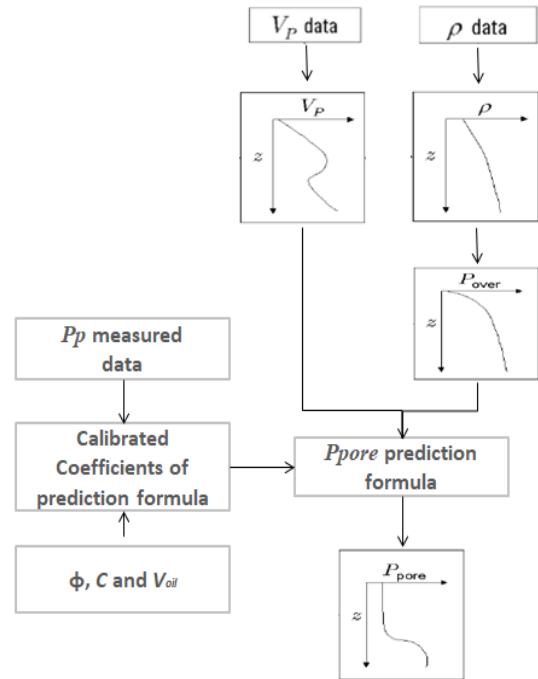 V_P data
ρ data
V_P
z
ρ
z
P_over
z
Pp measured
data
Calibrated
Coefficients of
prediction formula
Ppore prediction
formula
ϕ, C and V_oil
P_pore
z